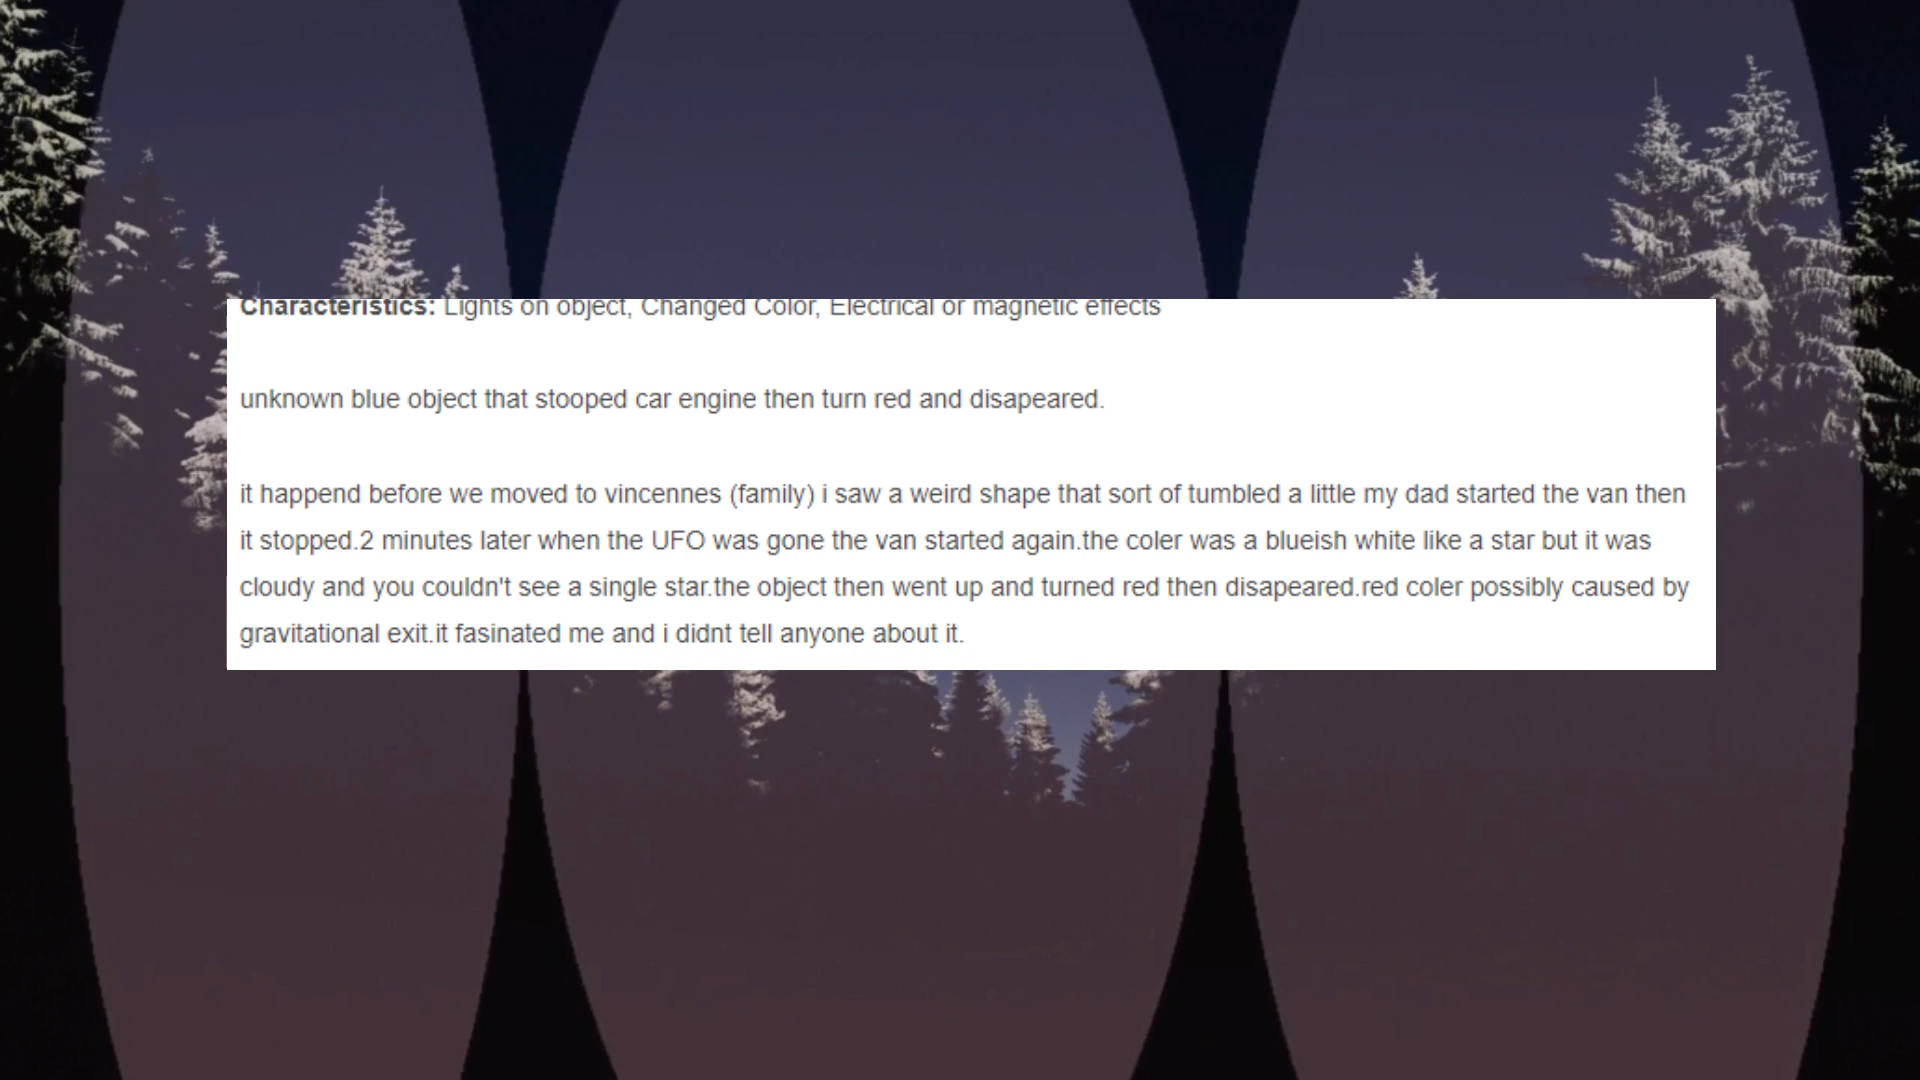 Characteristics: Lights on object, Changed Color, Electrical or magnetic effects
unknown blue object that stooped car engine then turn red and disapeared.
it happend before we moved to vincennes (family) i saw a weird shape that sort of tumbled a little my dad started the van then
it stopped.2 minutes later when the UFO was gone the van started again.the coler was a blueish white like a star but it was
cloudy and you couldn't see a single star.the object then went up and turned red then disapeared.red coler possibly caused by
gravitational exit.it fasinated me and i didnt tell anyone about it.